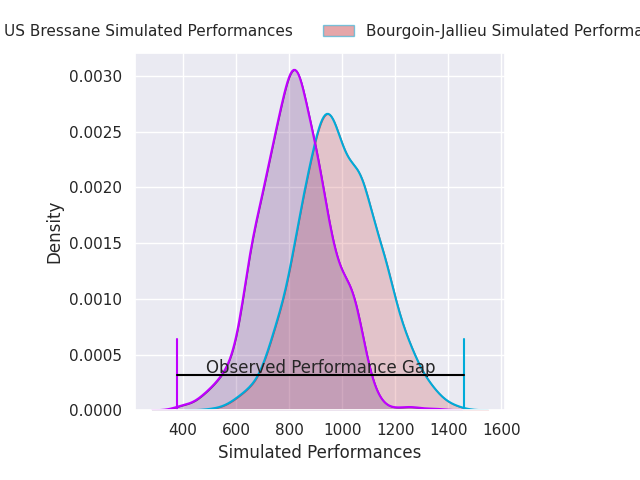 US Bressane Simulated Performances
Bourgoin-Jallieu Simulated Performa
0.0030
0.0025
0.0020
0.0015
0.0010
0.0005
0.0000
Density
Observed Performance Gap
400 600 800 1000 1200 1400 1600
Simulated Performances